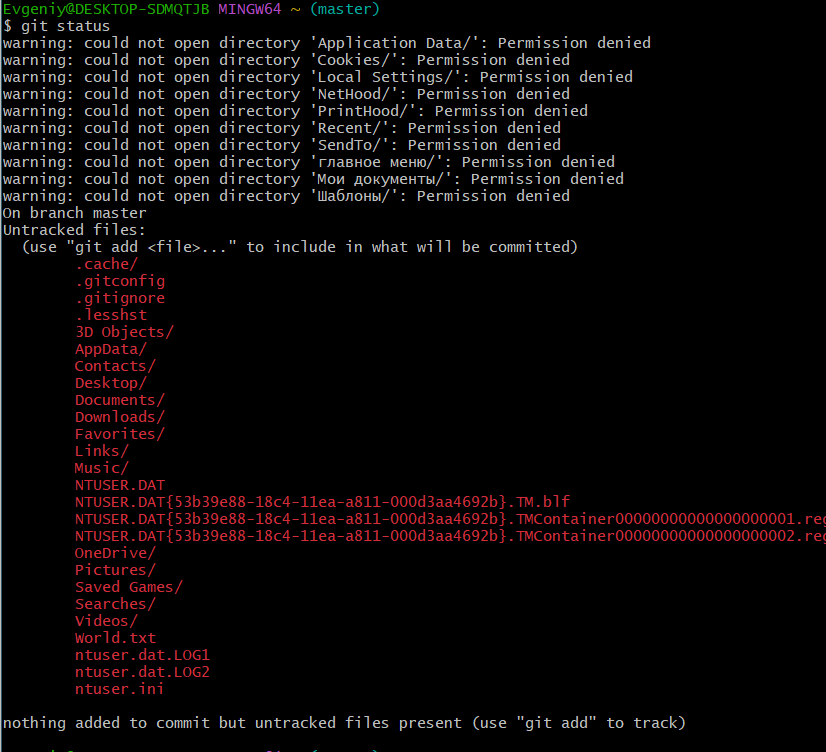 Evgeniy@DESKTOP-SDMQTJB MINGW64 ~ (master)
$ git status
warning: could not open directory 'Application Data/': Permission denied
warning: could not open directory 'Cookies/': Permission denied
warning: could not open directory 'Local Settings/': Permission denied
warning: could not open directory 'NetHood/': Permission denied
warning: could not open directory 'PrintHood/': Permission denied
warning: could not open directory 'Recent/': Permission denied
warning: could not open directory 'SendTo/': Permission denied
warning: could not open directory 'главное меню/': Permission denied
warning: could not open directory 'Мои документы/': Permission denied
warning: could not open directory 'Шаблоны/': Permission denied
On branch master
Untracked files:
  (use "git add <file>..." to include in what will be committed)
        .cache/
        .gitconfig
        .gitignore
        .lesshst
        3D Objects/
        AppData/
        Contacts/
        Desktop/
        Documents/
        Downloads/
        Favorites/
        Links/
        Music/
        NTUSER.DAT
        NTUSER.DAT{53b39e88-18c4-11ea-a811-000d3aa4692b}.TM.blf
        NTUSER.DAT{53b39e88-18c4-11ea-a811-000d3aa4692b}.TMContainer00000000000000000001.reg
        NTUSER.DAT{53b39e88-18c4-11ea-a811-000d3aa4692b}.TMContainer00000000000000000002.reg
        OneDrive/
        Pictures/
        Saved Games/
        Searches/
        Videos/
        World.txt
        ntuser.dat.LOG1
        ntuser.dat.LOG2
        ntuser.ini
nothing added to commit but untracked files present (use "git add" to track)